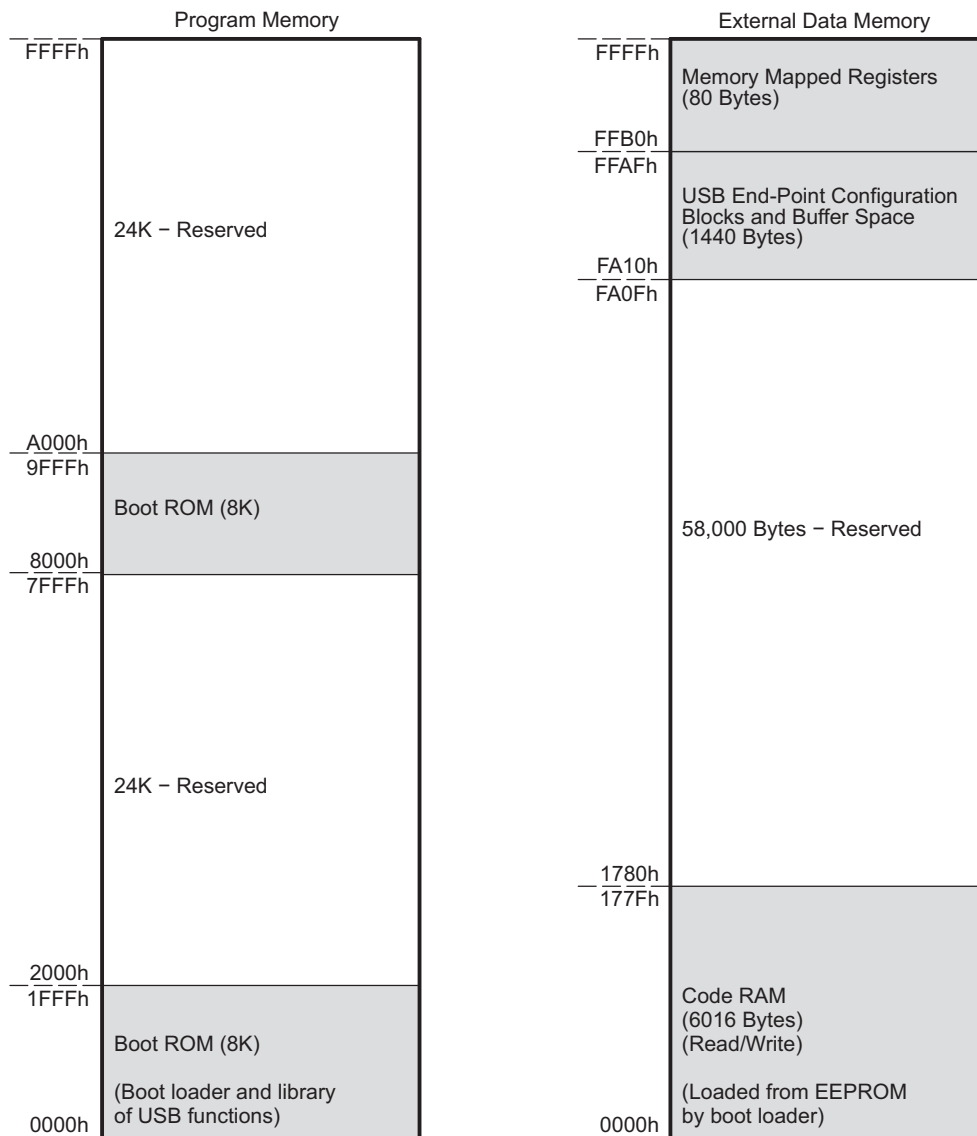 Program Memory
FFFFh
24K − Reserved
A000h
9FFFh
Boot ROM (8K)
8000h
7FFFh
24K − Reserved
2000h
1FFFh
Boot ROM (8K)
(Boot loader and library
of USB functions)
0000h
External Data Memory
FFFFh
Memory Mapped Registers
(80 Bytes)
FFB0h
FFAFh
USB End-Point Configuration
Blocks and Buffer Space
(1440 Bytes)
FA10h
FA0Fh
58,000 Bytes − Reserved
1780h
177Fh
Code RAM
(6016 Bytes)
(Read/Write)
(Loaded from EEPROM
by boot loader)
0000h